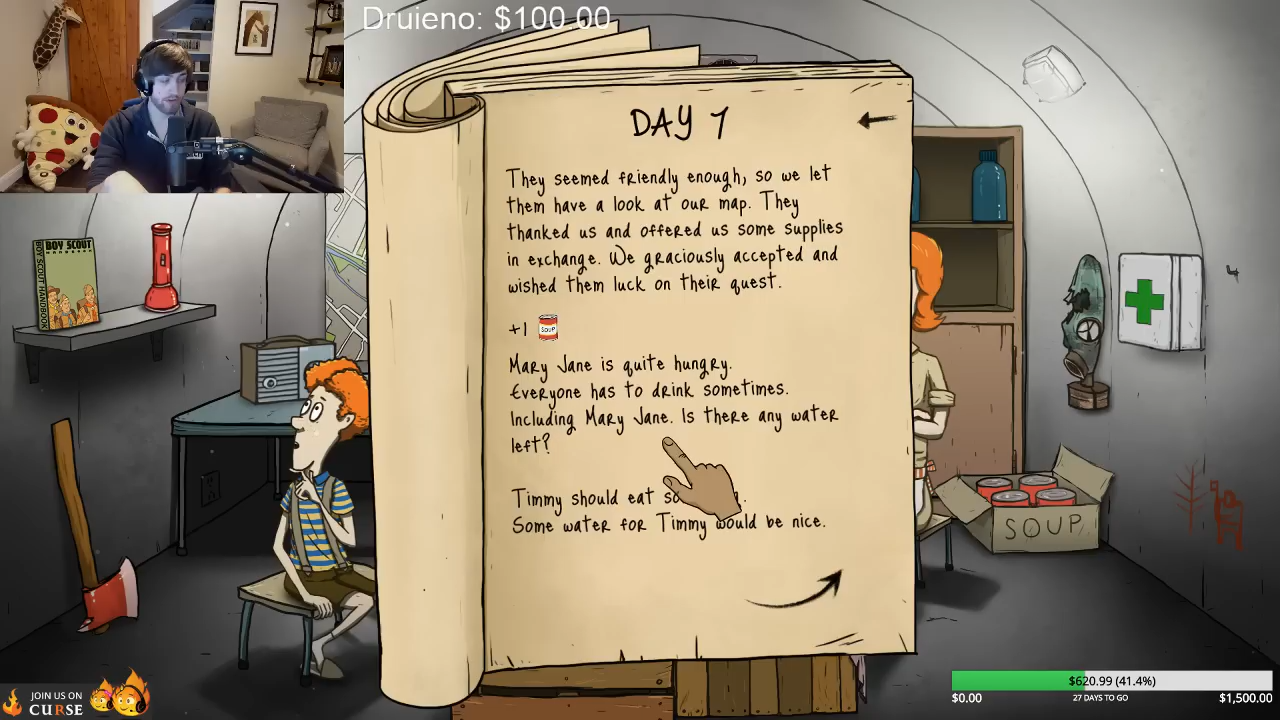 Druieno: $100.00
DAY 7
They seemed friendly enough, so we let
them have a look at our map. They
thanked us and offered us some supplies
in exchange. We graciously accepted and
wished them luck on their quest.
+1 SOUP
Mary Jane is quite hungry.
Everyone has to drink sometimes.
Including Mary Jane. Is there any water
left?
Timmy should eat
Some water for Timmy would be nice.
BOY SCOUT
BOY SCOUT HANDBOOK
SOUP
JOIN US ON
CURSE
$620.99 (41.4%)
$0.00
27 DAYS TO GO
$1,500.00